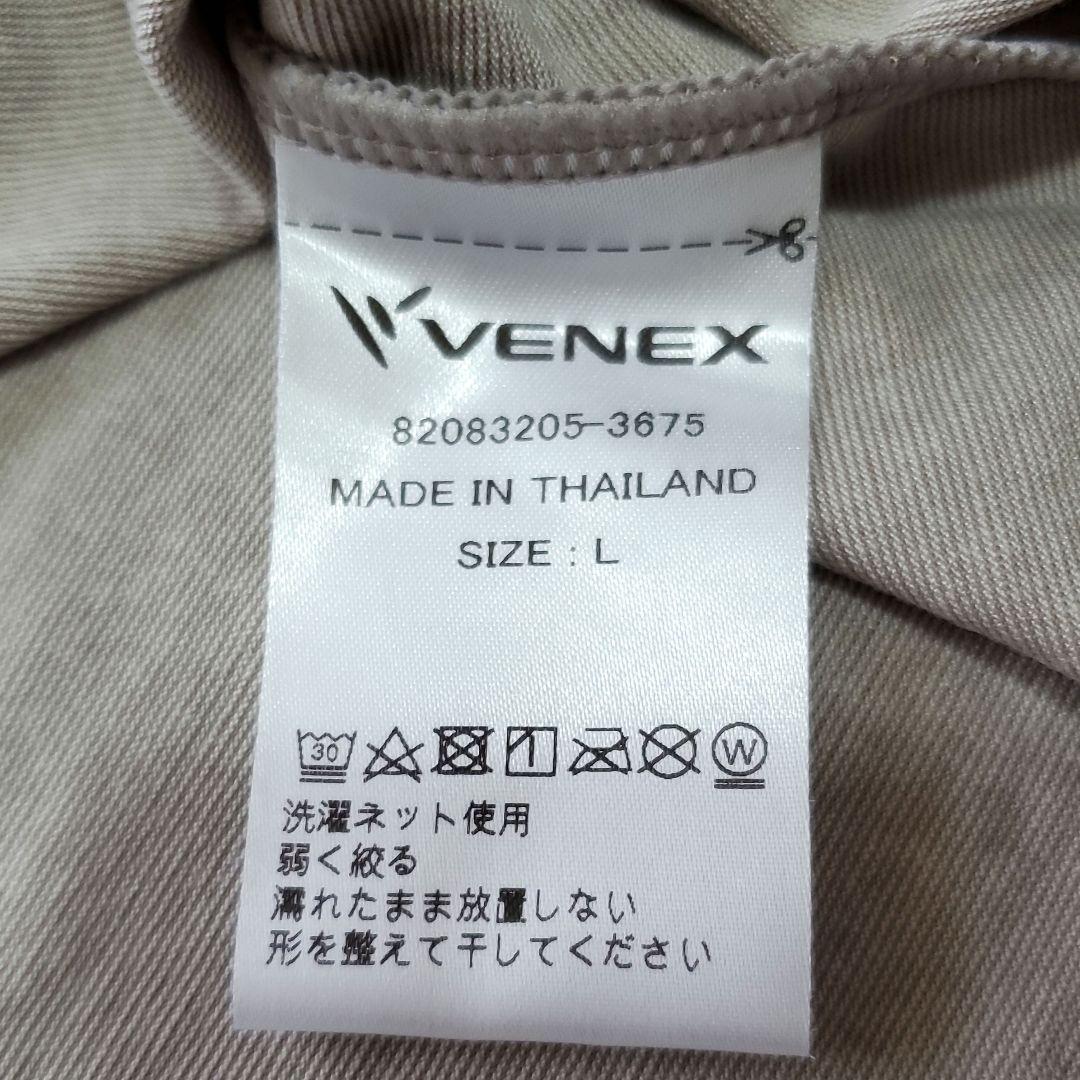 VENEX
82083205-3675
MADE IN THAILAND
SIZE : L
30 1 W
洗濯ネット使用
弱く絞る
濡れたまま放置しない
形を整えて干してください